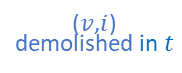 (v,i)
demolished in t